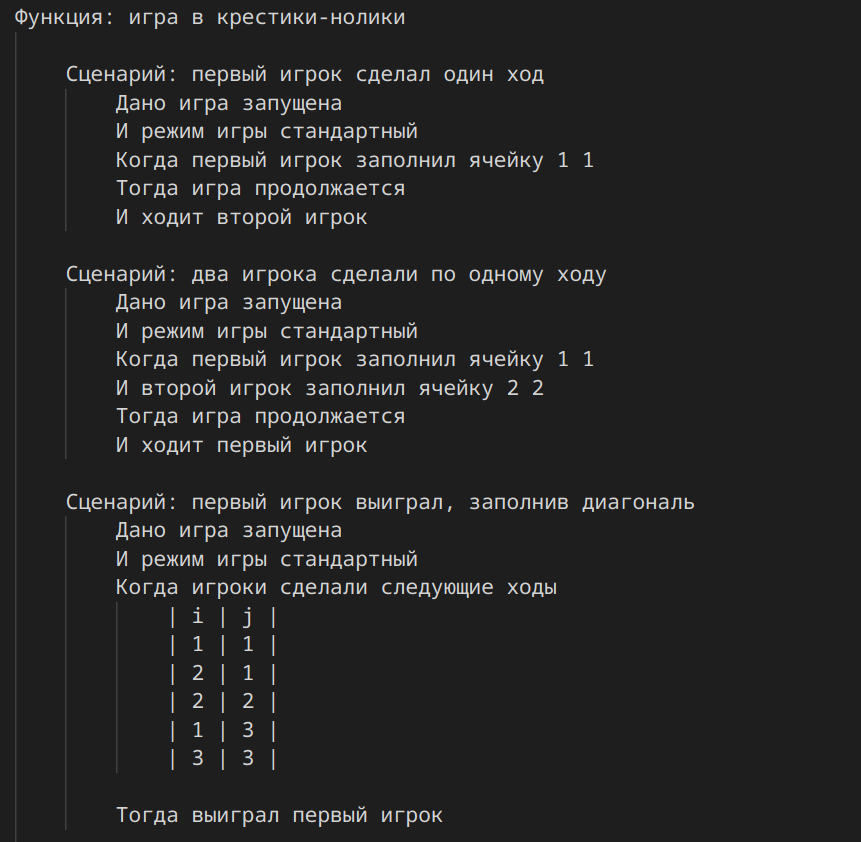 Функция: игра в крестики-нолики
Сценарий: первый игрок сделал один ход
Дано игра запущена
И режим игры стандартный
Когда первый игрок заполнил ячейку 1 1
Тогда игра продолжается
И ходит второй игрок
Сценарий: два игрока сделали по одному ходу
Дано игра запущена
И режим игры стандартный
Когда первый игрок заполнил ячейку 1 1
И второй игрок заполнил ячейку 2 2
Тогда игра продолжается
И ходит первый игрок
Сценарий: первый игрок выиграл, заполнив диагональ
Дано игра запущена
И режим игры стандартный
Когда игроки сделали следующие ходы
| i | j |
| 1 | 1 |
| 2 | 1 |
| 2 | 2 |
| 1 | 3 |
| 3 | 3 |
Тогда выиграл первый игрок